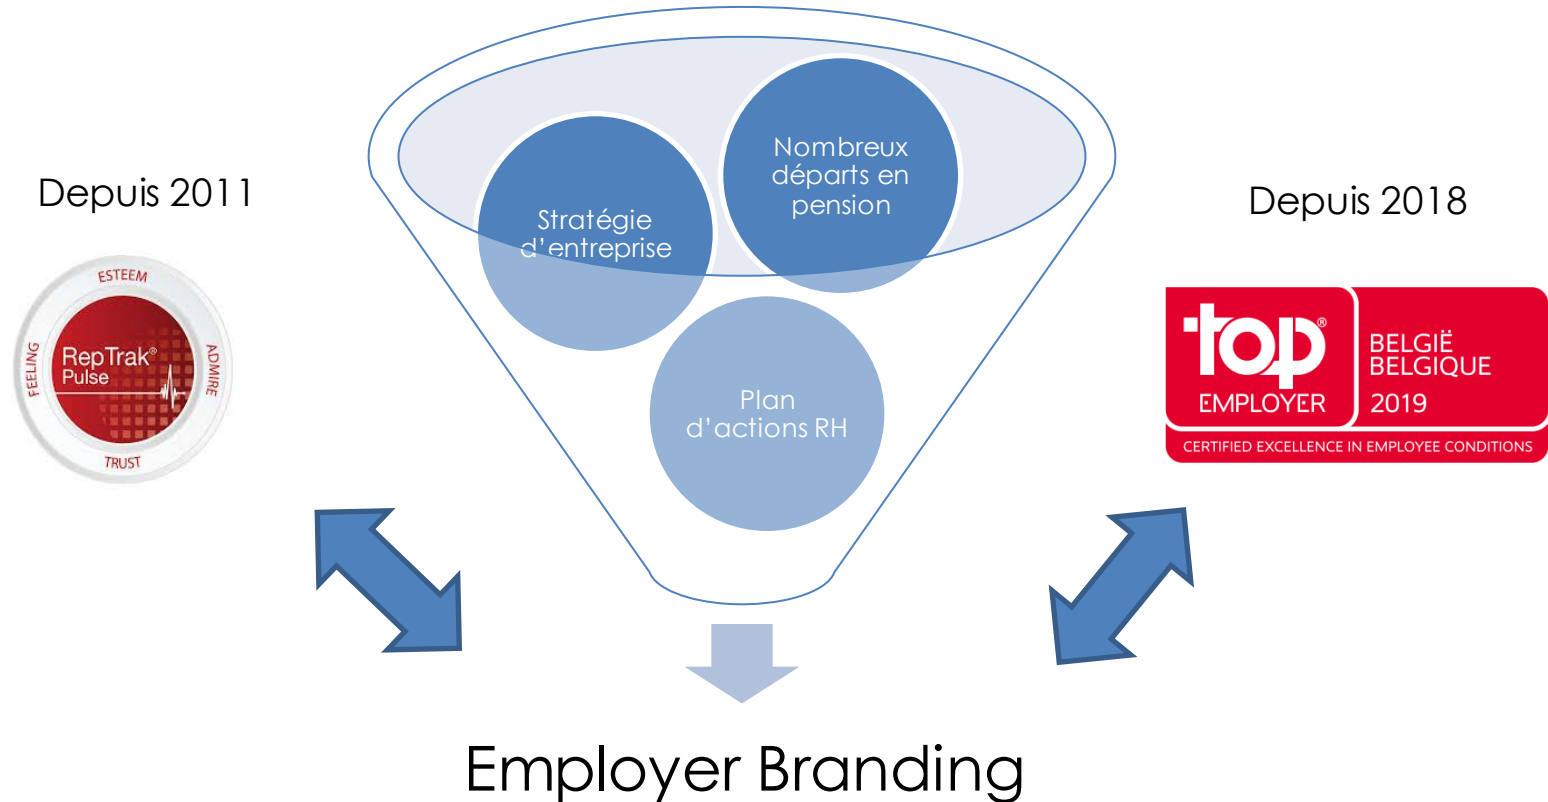 Depuis 2011
ESTEEM
FEELING
ADMIRE
TRUST
RepTrak®
Pulse
Stratégie
d’entreprise
Nombreux
départs en
pension
Plan
d’actions RH
Depuis 2018
top®
EMPLOYER
BELGIË
BELGIQUE
2019
CERTIFIED EXCELLENCE IN EMPLOYEE CONDITIONS
Employer Branding